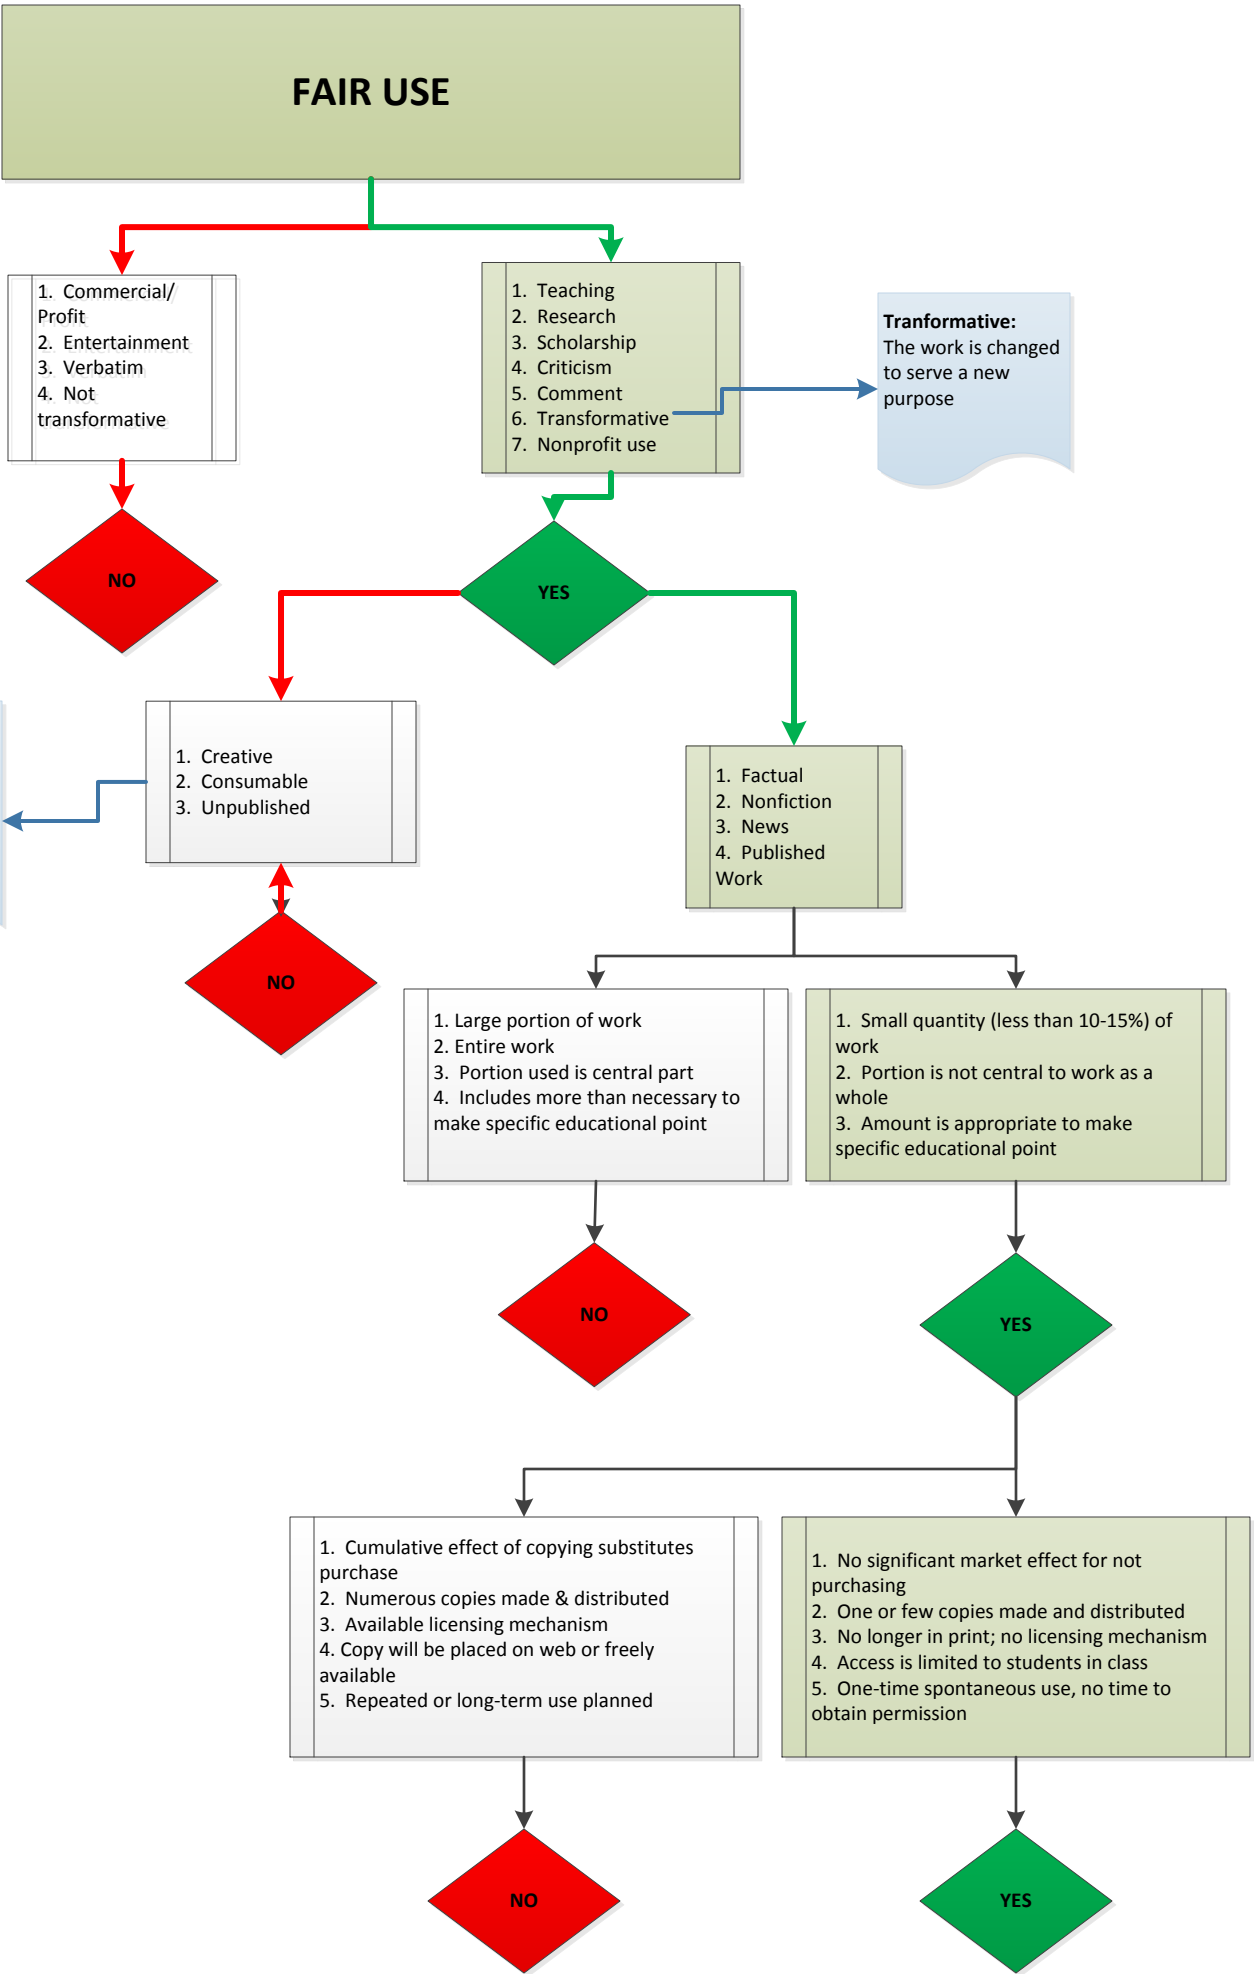 FAIR USE
1. Commercial/
Profit
2. Entertainment
3. Verbatim
4. Not
transformative
1. Teaching
2. Research
3. Scholarship
4. Criticism
5. Comment
6. Transformative
7. Nonprofit use
Tranformative:
The work is changed
to serve a new
purpose
NO
YES
1. Creative
2. Consumable
3. Unpublished
1. Factual
2. Nonfiction
3. News
4. Published
Work
NO
1. Large portion of work
2. Entire work
3. Portion used is central part
4. Includes more than necessary to
make specific educational point
1. Small quantity (less than 10-15%) of
work
2. Portion is not central to work as a
whole
3. Amount is appropriate to make
specific educational point
NO
YES
1. Cumulative effect of copying substitutes
purchase
2. Numerous copies made & distributed
3. Available licensing mechanism
4. Copy will be placed on web or freely
available
5. Repeated or long-term use planned
1. No significant market effect for not
purchasing
2. One or few copies made and distributed
3. No longer in print; no licensing mechanism
4. Access is limited to students in class
5. One-time spontaneous use, no time to
obtain permission
NO
YES